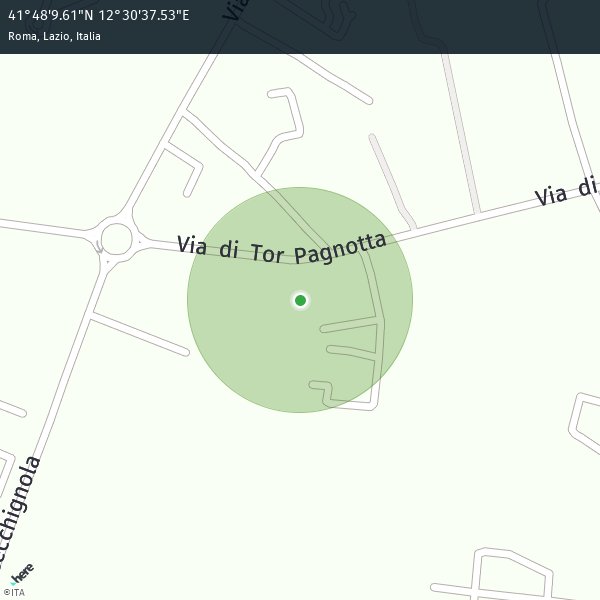 41°48'9.61"N 12°30'37.53"E
Roma, Lazio, Italia
Via
Via di
Via di Tor Pagnotta
cchignola
here
©ITA